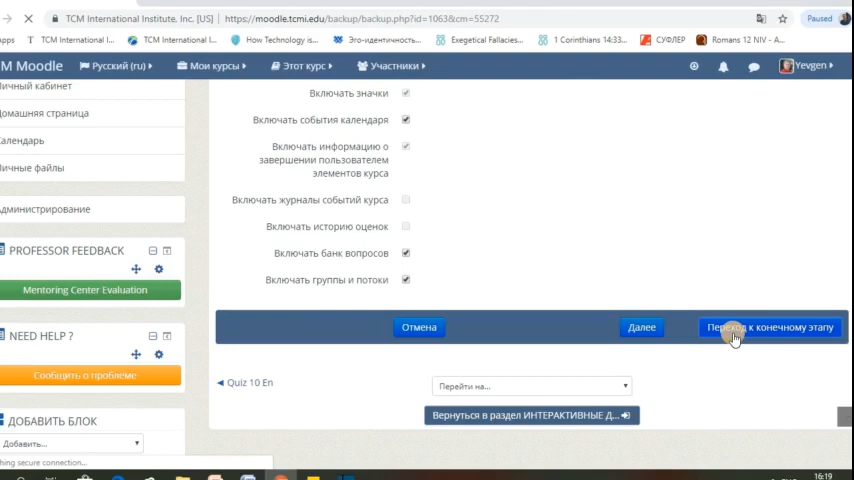 TCM International Institute, Inc. [US] | https://moodle.tcmi.edu/backup/backup.php?id=1063&cm=55272
Paused
Apps TCM International I... TCM International I... How Technology is... Эго-идентичность... Exegetical Fallacies... 1 Corinthians 14:33... СУФЛЕР Romans 12 NIV - A...
CM Moodle Русский (ru) Мои курсы Этот курс Участники Yevgen
Личный кабинет
Домашняя страница
Календарь
Личные файлы
Администрирование
PROFESSOR FEEDBACK
Mentoring Center Evaluation
NEED HELP ?
Сообщить о проблеме
ДОБАВИТЬ БЛОК
Добавить...
Включать значки
Включать события календаря
Включать информацию о
завершении пользователем
элементов курса
Включать журналы событий курса
Включать историю оценок
Включать банк вопросов
Включать группы и потоки
Отмена Далее Переход к конечному этапу
Quiz 10 En Перейти на...
Вернуться в раздел ИНТЕРАКТИВНЫЕ Д...
hing secure connection...
16:19